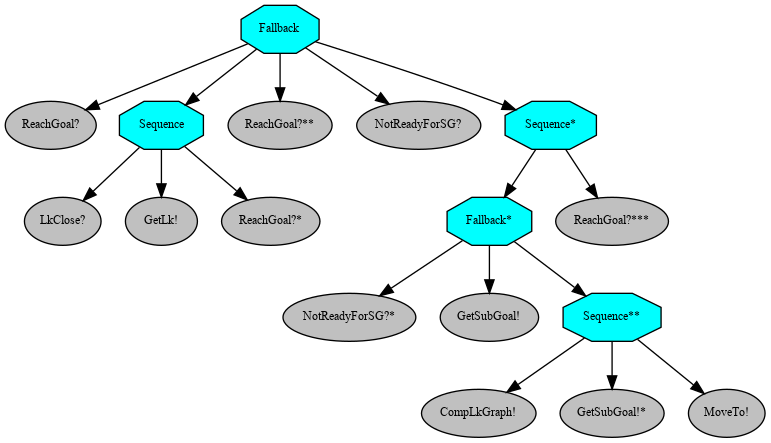 Fallback
ReachGoal?
Sequence
ReachGoal?**
NotReadyForSG?
Sequence*
LkClose?
GetLk!
ReachGoal?*
Fallback*
ReachGoal?***
NotReadyForSG?*
GetSubGoal!
Sequence**
CompLkGraph!
GetSubGoal!*
MoveTo!